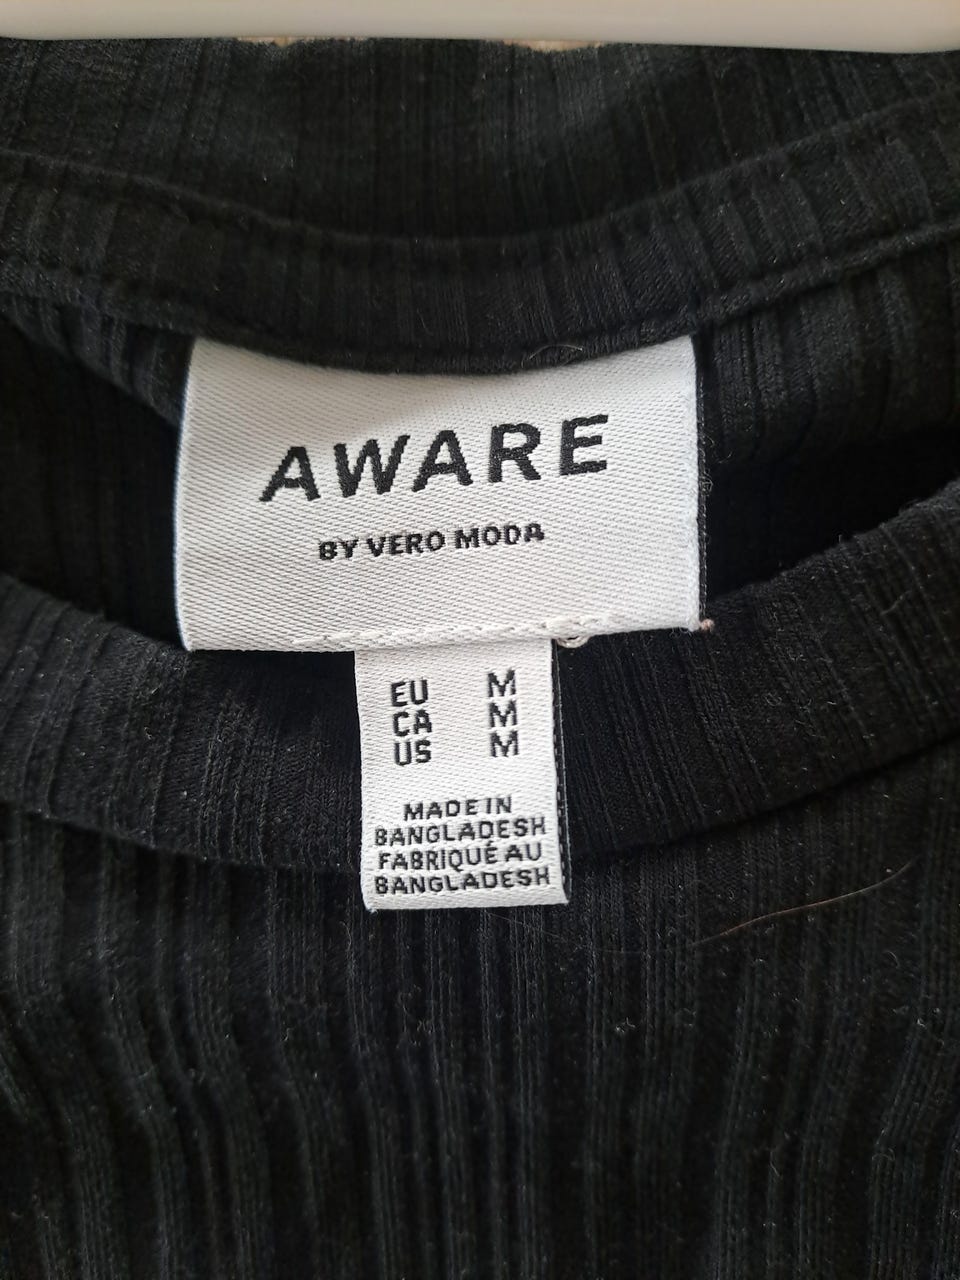 AWARE
BY VERO MODA
EU M
CA M
US M
MADE IN
BANGLADESH
FABRIQUÉ AU
BANGLADESH